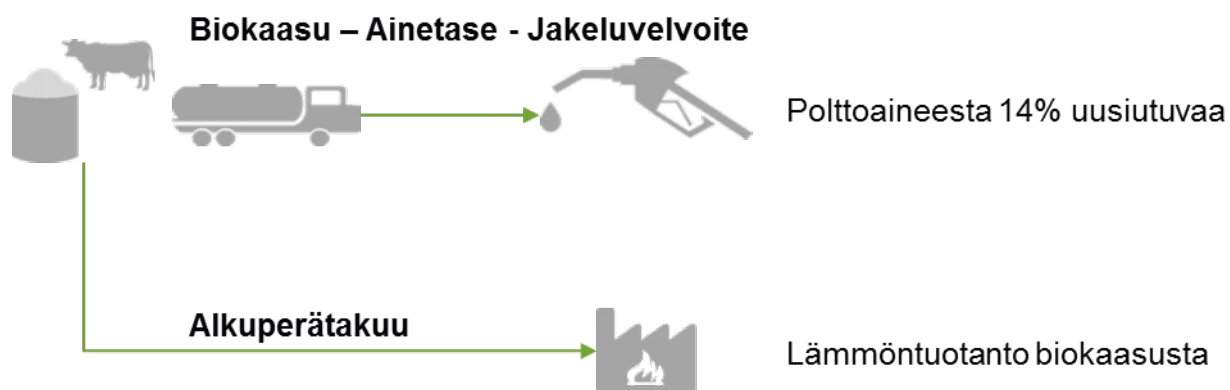 Biokaasu – Ainetase - Jakeluvelvoite
Polttoaineesta 14% uusiutuvaa
Alkuperätakuu
Lämmöntuotanto biokaasusta